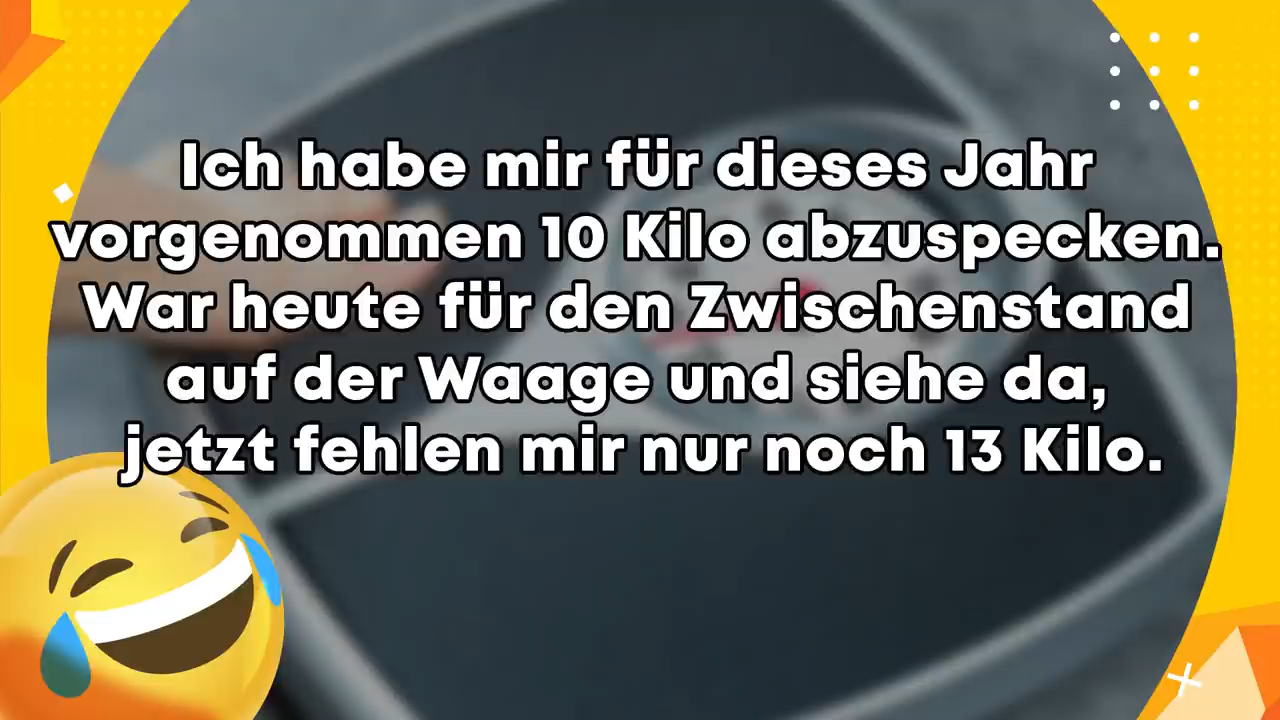 Ich habe mir für dieses Jahr
vorgenommen 10 Kilo abzuspecken.
War heute für den Zwischenstand
auf der Waage und siehe da,
jetzt fehlen mir nur noch 13 Kilo.